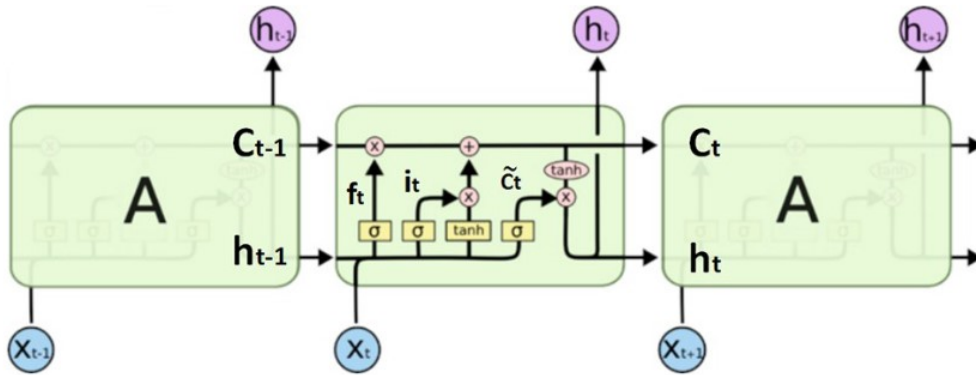 ht-1 ht ht+1
Ct-1 x + Ct
tanh
ft it x C̃t x
A A
σ σ tanh σ
ht-1 ht
Xt-1 Xt Xt+1